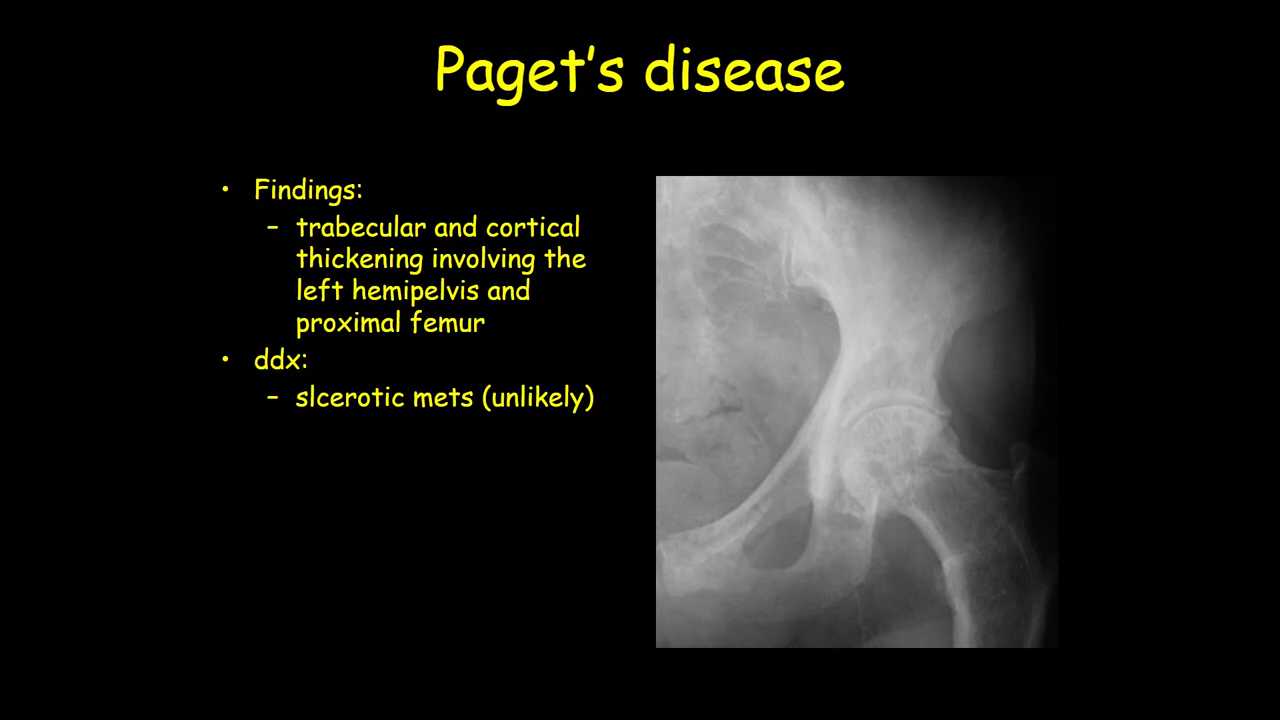 Paget’s disease
• Findings:
– trabecular and cortical
thickening involving the
left hemipelvis and
proximal femur
• ddx:
– slcerotic mets (unlikely)